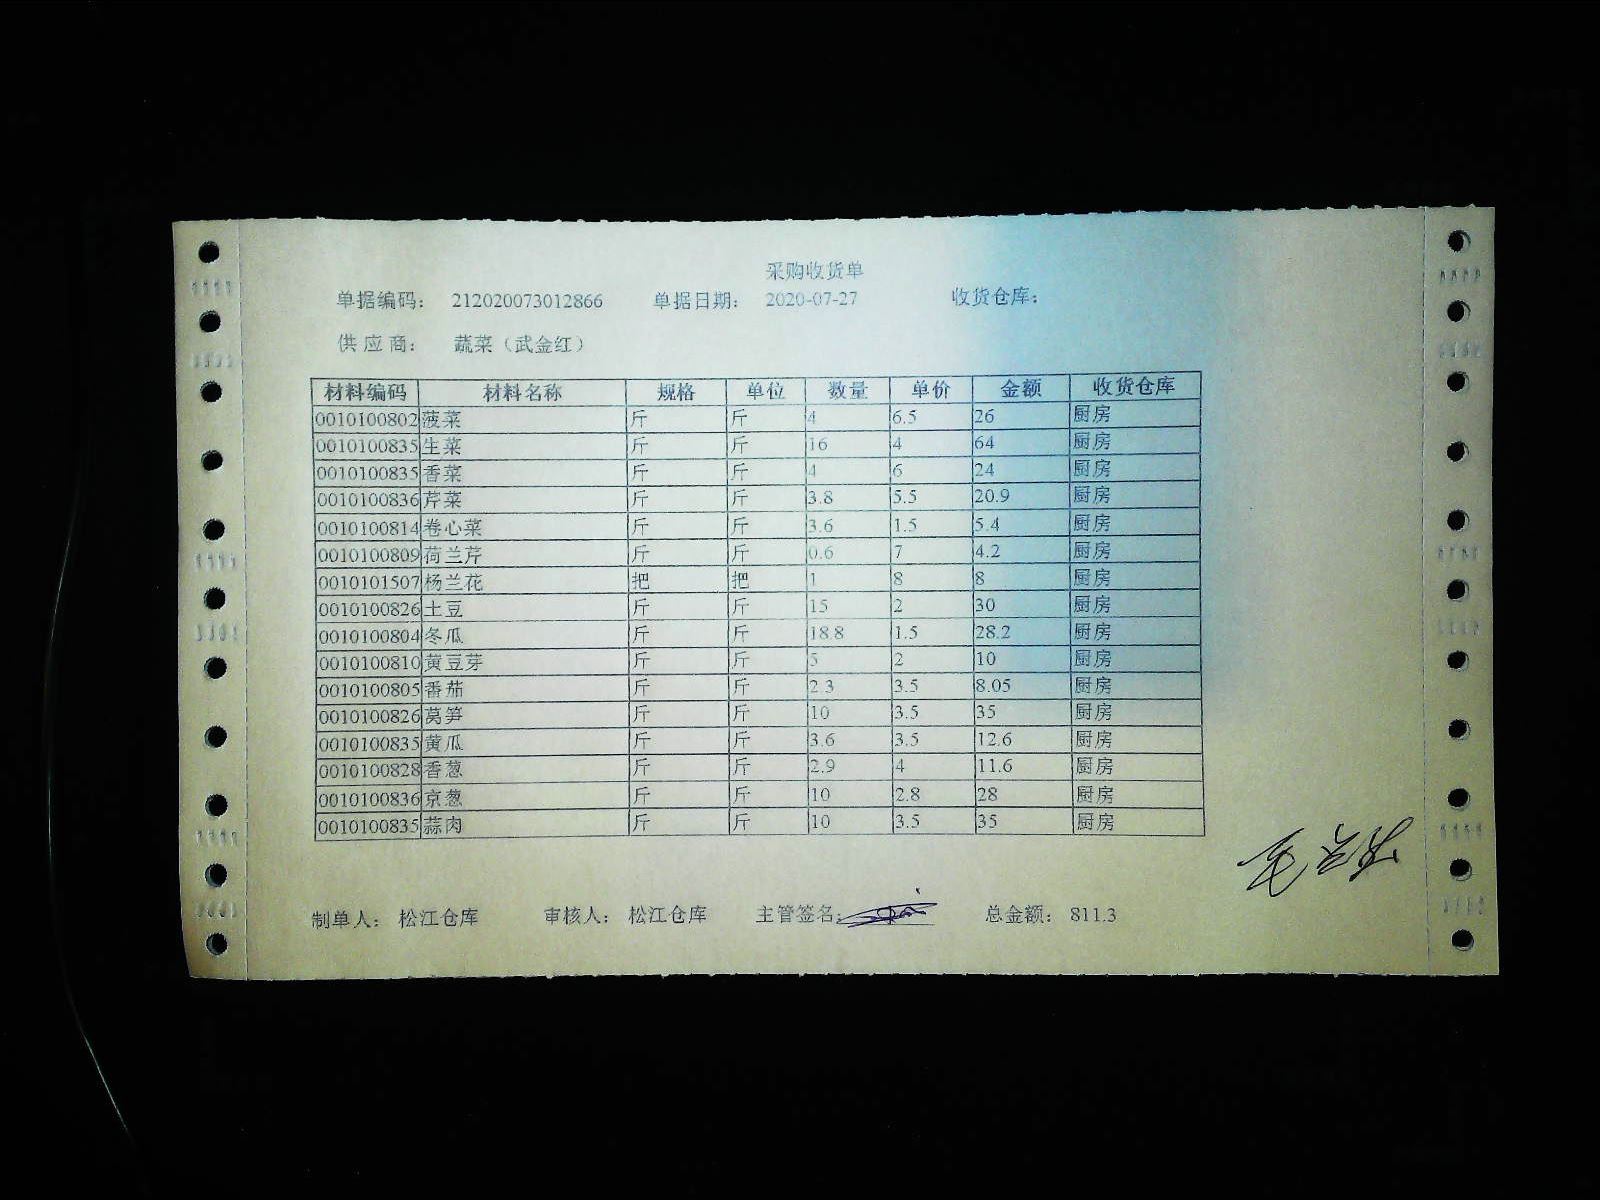 采购收货单
单据编码: 212020073012866 单据日期: 2020-07-27 收货仓库:
供应商: 蔬菜（武金红）
材料编码 材料名称 规格 单位 数量 单价 金额 收货仓库
0010100802 菠菜 斤 斤 4 6.5 26 厨房
0010100835 生菜 斤 斤 16 4 64 厨房
0010100835 香菜 斤 斤 4 6 24 厨房
0010100836 芹菜 斤 斤 3.8 5.5 20.9 厨房
0010100814 卷心菜 斤 斤 3.6 1.5 5.4 厨房
0010100809 荷兰芹 斤 斤 0.6 7 4.2 厨房
0010101507 杨兰花 把 把 1 8 8 厨房
0010100826 土豆 斤 斤 15 2 30 厨房
0010100804 冬瓜 斤 斤 18.8 1.5 28.2 厨房
0010100810 黄豆芽 斤 斤 5 2 10 厨房
0010100805 番茄 斤 斤 2.3 3.5 8.05 厨房
0010100826 莴笋 斤 斤 10 3.5 35 厨房
0010100835 黄瓜 斤 斤 3.6 3.5 12.6 厨房
0010100828 香葱 斤 斤 2.9 4 11.6 厨房
0010100836 京葱 斤 斤 10 2.8 28 厨房
0010100835 蒜肉 斤 斤 10 3.5 35 厨房
制单人: 松江仓库 审核人: 松江仓库 主管签名: 总金额: 811.3